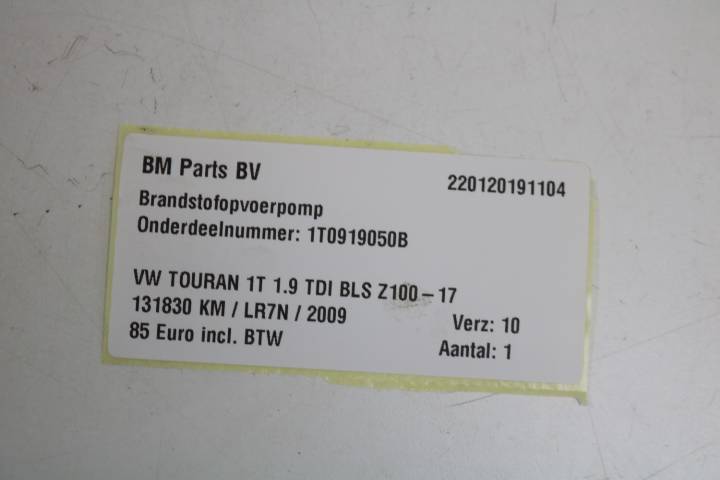 BM Parts BV
220120191104
Brandstofopvoerpomp
Onderdeelnummer: 1T0919050B
VW TOURAN 1T 1.9 TDI BLS Z100-17
131830 KM / LR7N / 2009
Verz: 10
85 Euro incl. BTW
Aantal: 1